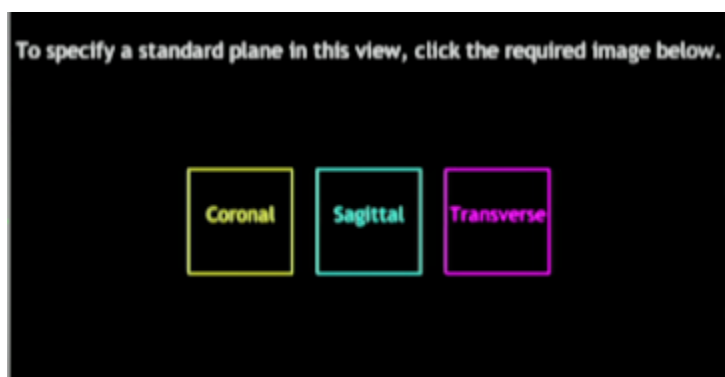 To specify a standard plane in this view, click the required image below.
Coronal Sagittal Transverse